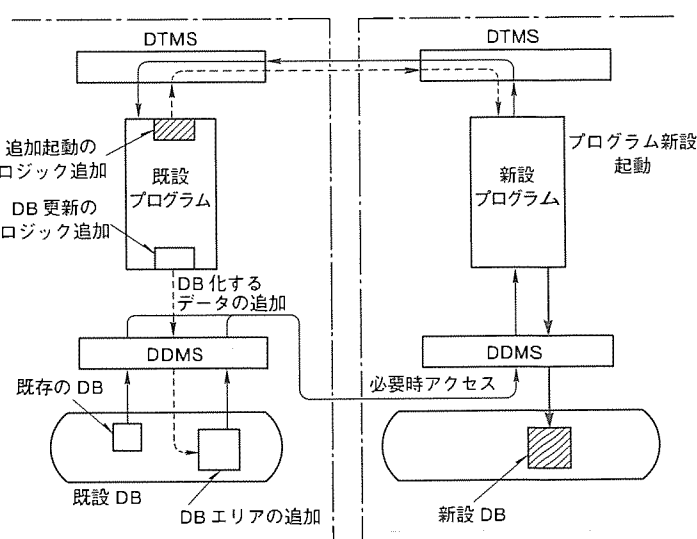 DTMS
DTMS
追加起動の
ロジック追加
既設
プログラム
DB 更新の
ロジック追加
新設
プログラム
プログラム新設
起動
DB 化する
データの追加
DDMS
DDMS
既存の DB
必要時アクセス
既設 DB
DB エリアの追加
新設 DB